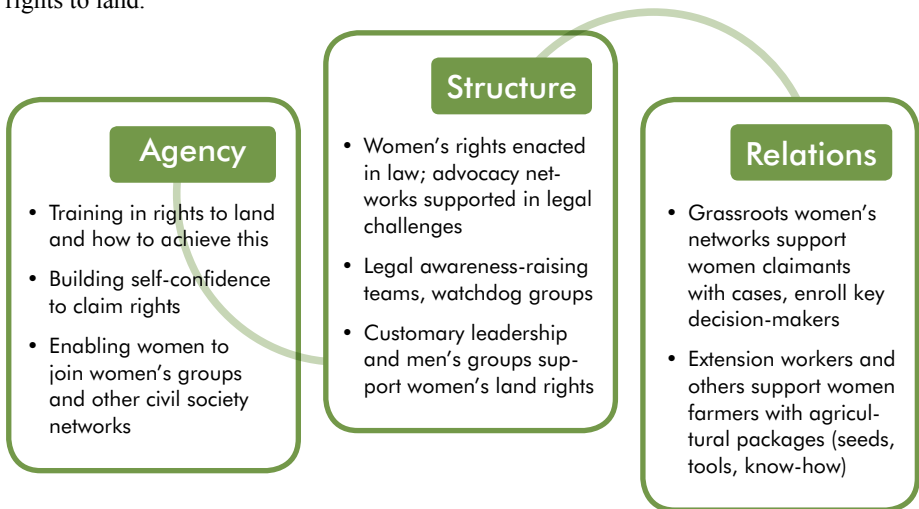 rights to land.
Agency
• Training in rights to land
and how to achieve this
• Building self-confidence
to claim rights
• Enabling women to
join women's groups
and other civil society
networks
Structure
• Women's rights enacted
in law; advocacy net-
works supported in legal
challenges
• Legal awareness-raising
teams, watchdog groups
• Customary leadership
and men's groups sup-
port women's land rights
Relations
• Grassroots women's
networks support
women claimants
with cases, enroll key
decision-makers
• Extension workers and
others support women
farmers with agricul-
tural packages (seeds,
tools, know-how)